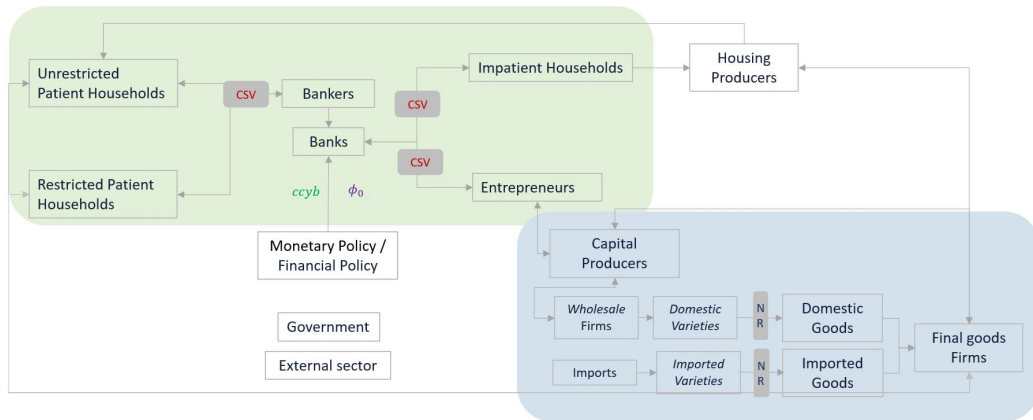 Unrestricted
Patient Households
CSV
Bankers
Banks
Restricted Patient
Households
ccyb
ϕ₀
Monetary Policy /
Financial Policy
Government
External sector
CSV
CSV
Impatient Households
Entrepreneurs
Housing
Producers
Capital
Producers
Wholesale
Firms
Domestic
Varieties
N
R
Domestic
Goods
Imports
Imported
Varieties
N
R
Imported
Goods
Final goods
Firms